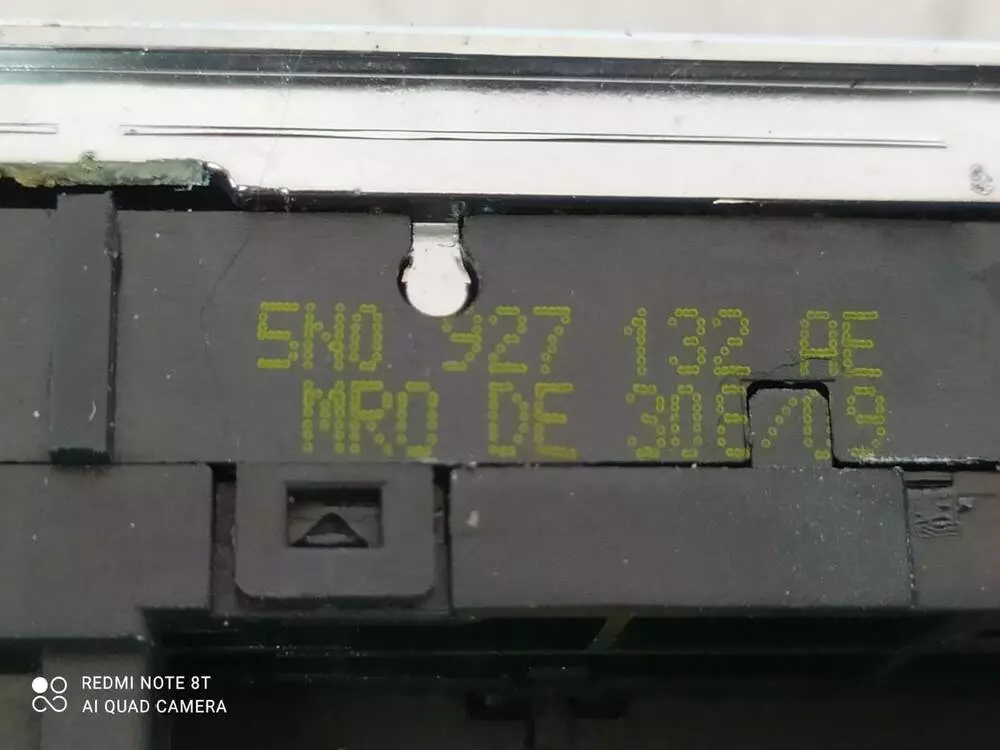 5N0 927 132 AE
MRO DE
REDMI NOTE 8T
AI QUAD CAMERA